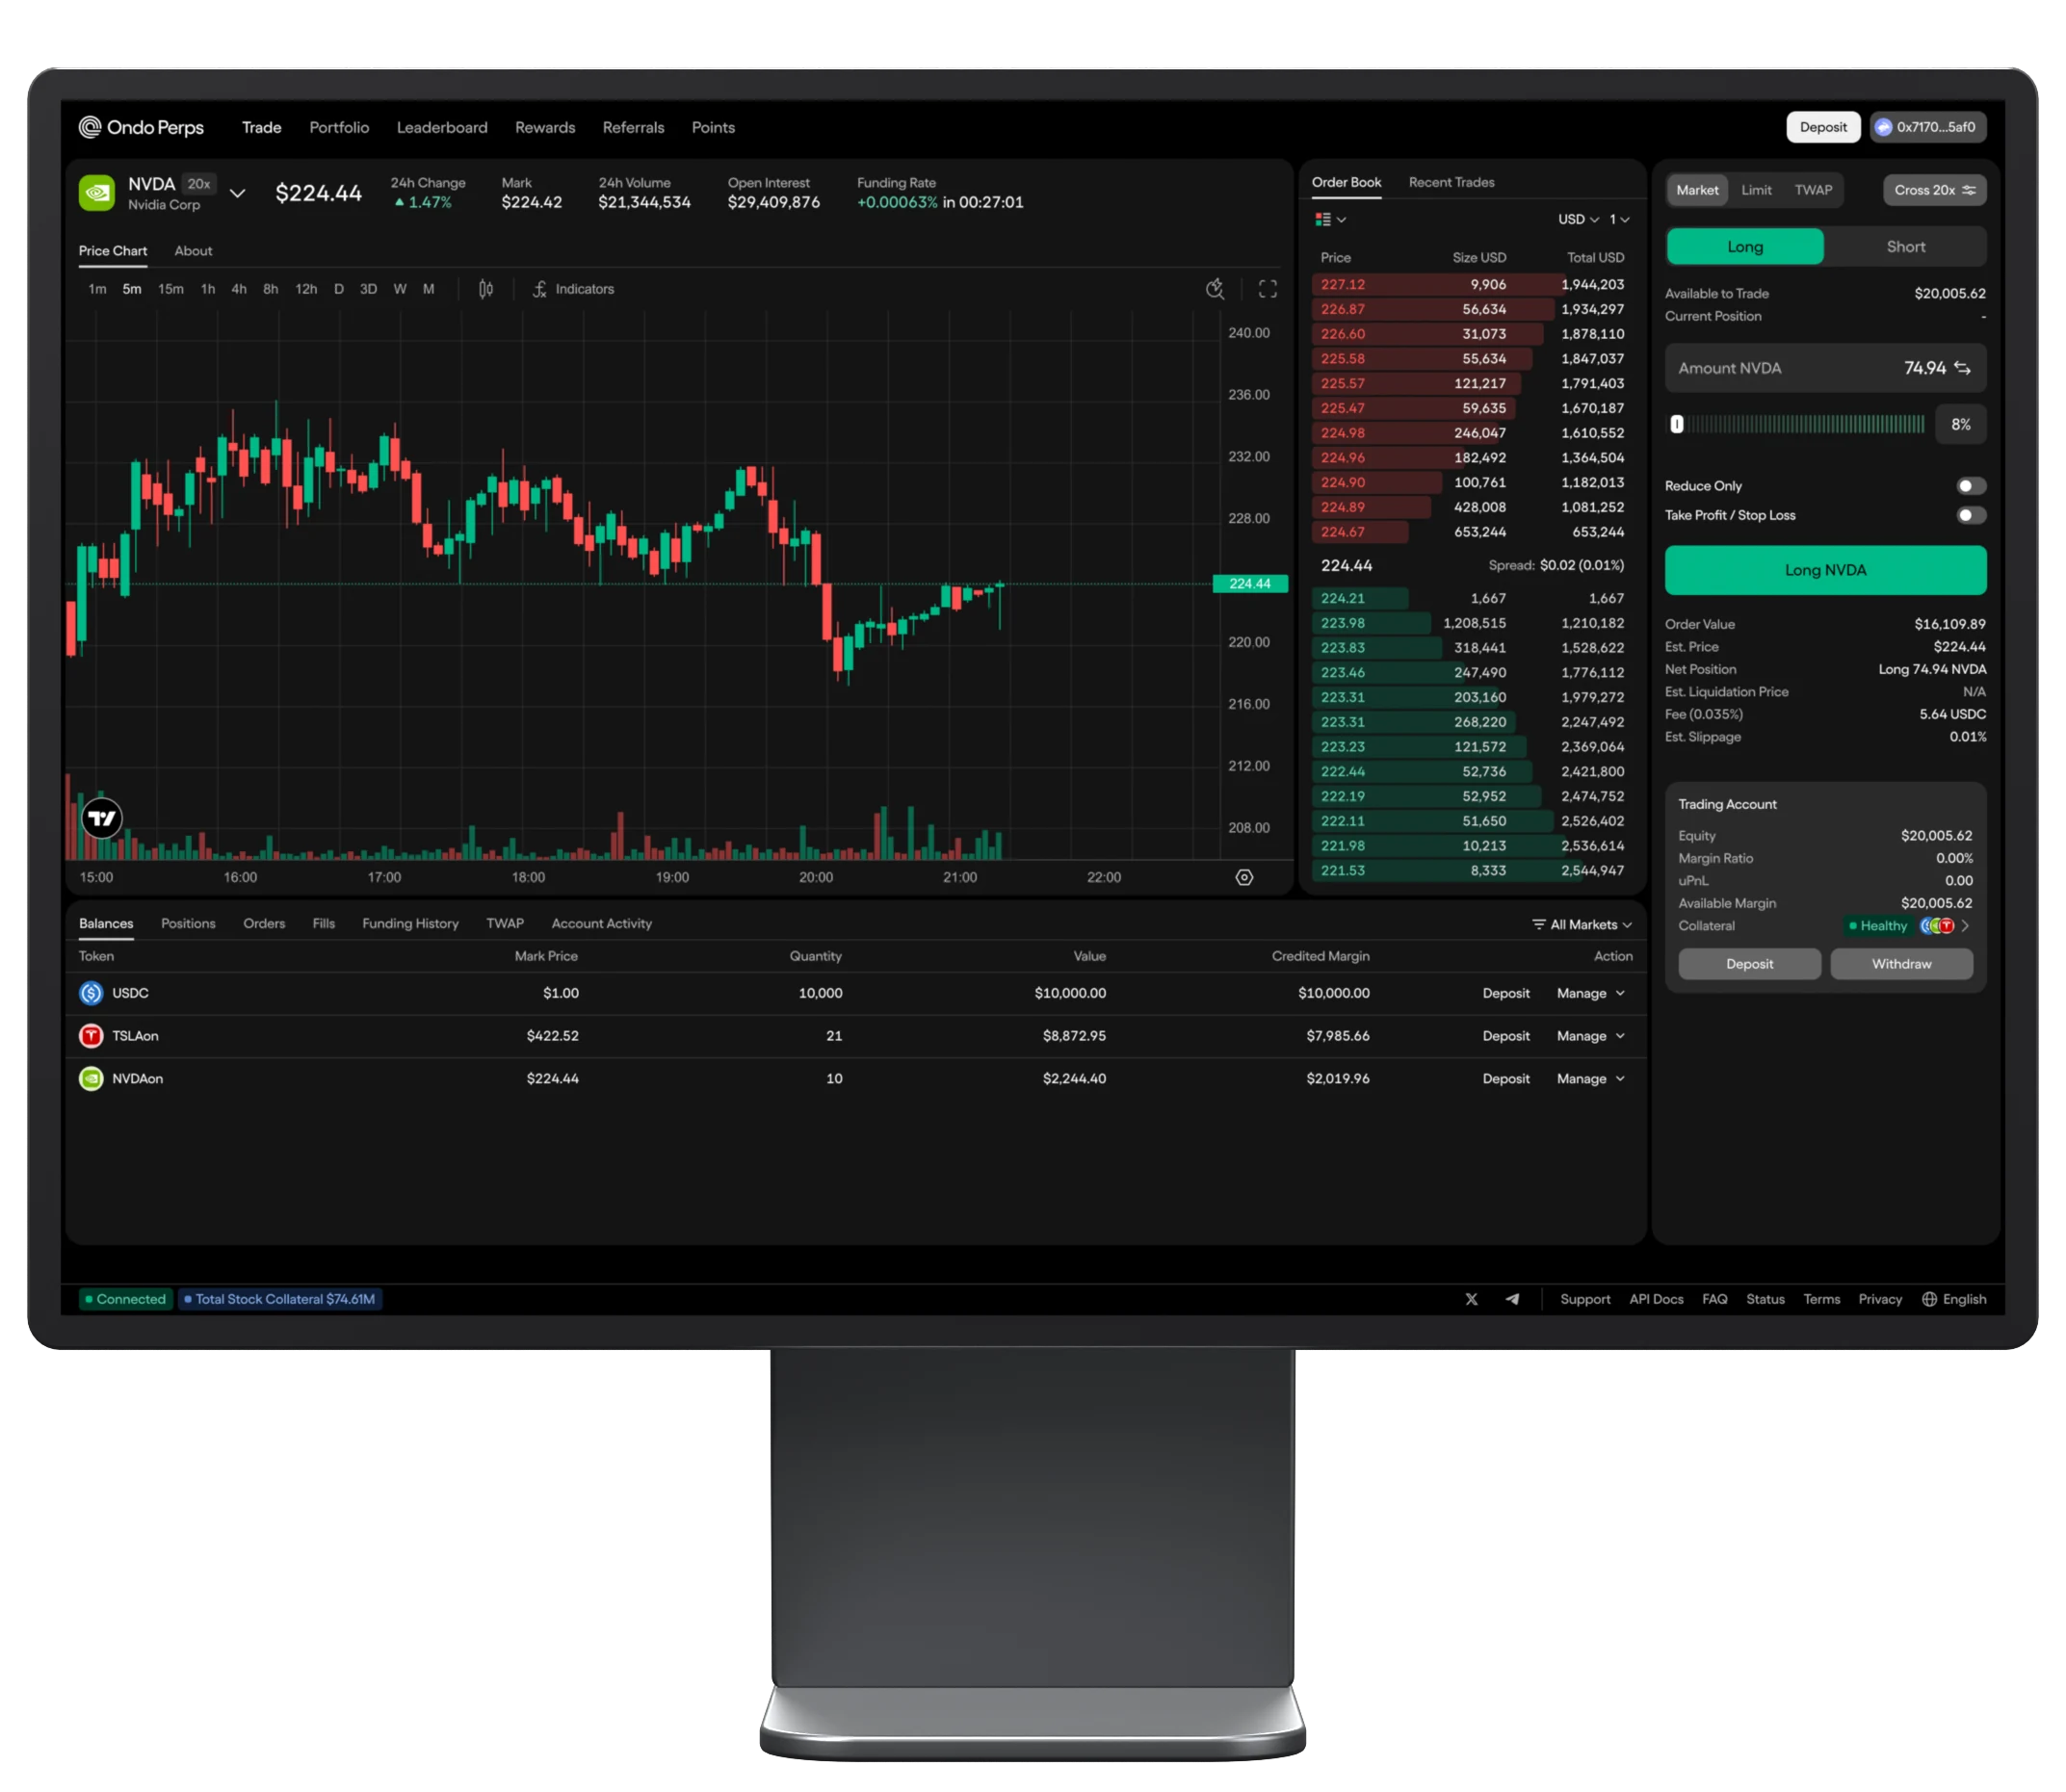 Ondo Perps Trade Portfolio Leaderboard Rewards Referrals Points Deposit 0x7170...5af0
NVDA 20x
Nvidia Corp
$224.44
24h Change
1.47%
Mark
$224.42
24h Volume
$21,344,534
Open Interest
$29,409,876
Funding Rate
+0.00063% in 00:27:01
Price Chart About
1m 5m 15m 1h 4h 8h 12h D 3D W M Indicators
240.00
236.00
232.00
228.00
224.44
220.00
216.00
212.00
208.00
15:00 16:00 17:00 18:00 19:00 20:00 21:00 22:00
Order Book Recent Trades
USD 1
Price Size USD Total USD
227.12 9,906 1,944,203
226.87 56,634 1,934,297
226.60 31,073 1,878,110
225.58 55,634 1,847,037
225.57 121,217 1,791,403
225.47 59,635 1,670,187
224.98 246,047 1,610,552
224.96 182,492 1,364,504
224.90 100,761 1,182,013
224.89 428,008 1,081,252
224.67 653,244 653,244
224.44 Spread: $0.02 (0.01%)
224.21 1,667 1,667
223.98 1,208,515 1,210,182
223.83 318,441 1,528,622
223.46 247,490 1,776,112
223.31 203,160 1,979,272
223.31 268,220 2,247,492
223.23 121,572 2,369,064
222.44 52,736 2,421,800
222.19 52,952 2,474,752
222.11 51,650 2,526,402
221.98 10,213 2,536,614
221.53 8,333 2,544,947
Market Limit TWAP Cross 20x
Long Short
Available to Trade $20,005.62
Current Position -
Amount NVDA 74.94
8%
Reduce Only
Take Profit / Stop Loss
Long NVDA
Order Value $16,109.89
Est. Price $224.44
Net Position Long 74.94 NVDA
Est. Liquidation Price N/A
Fee (0.035%) 5.64 USDC
Est. Slippage 0.01%
Trading Account
Equity $20,005.62
Margin Ratio 0.00%
uPnL 0.00
Available Margin $20,005.62
Collateral Healthy
Deposit Withdraw
Balances Positions Orders Fills Funding History TWAP Account Activity All Markets
Token Mark Price Quantity Value Credited Margin Action
USDC $1.00 10,000 $10,000.00 $10,000.00 Deposit Manage
TSLAon $422.52 21 $8,872.95 $7,985.66 Deposit Manage
NVDAon $224.44 10 $2,244.40 $2,019.96 Deposit Manage
Connected Total Stock Collateral $74.61M Support API Docs FAQ Status Terms Privacy English